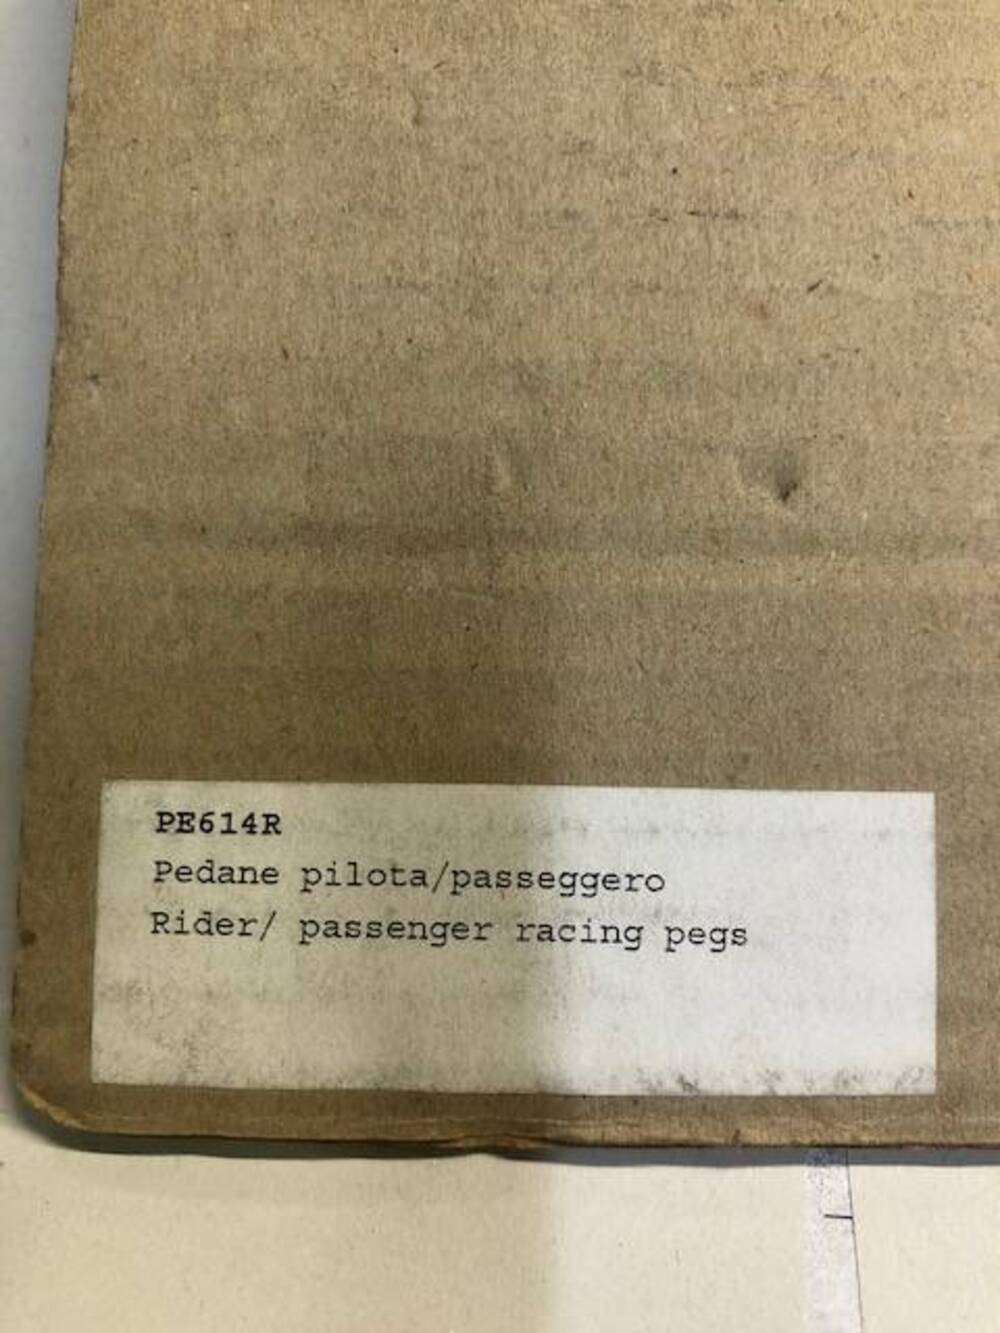 PE614R
Pedane pilota/passeggero
Rider/ passenger racing pegs